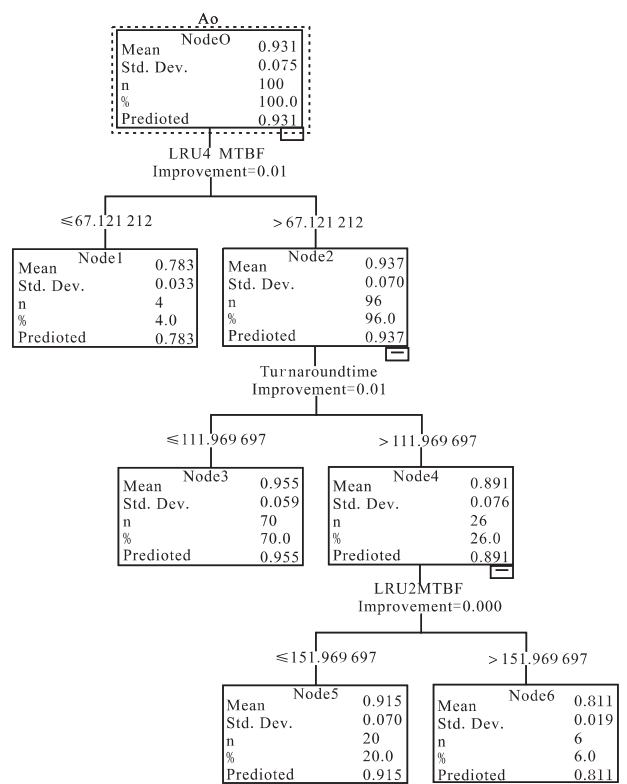 Ao
NodeO
Mean 0.931
Std. Dev. 0.075
n 100
% 100.0
Predioted 0.931
LRU4 MTBF
Improvement=0.01
≤67.121 212 >67.121 212
Node1
Mean 0.783
Std. Dev. 0.033
n 4
% 4.0
Predioted 0.783
Node2
Mean 0.937
Std. Dev. 0.070
n 96
% 96.0
Predioted 0.937
Turnaroundtime
Improvement=0.01
≤111.969 697 >111.969 697
Node3
Mean 0.955
Std. Dev. 0.059
n 70
% 70.0
Predioted 0.955
Node4
Mean 0.891
Std. Dev. 0.076
n 26
% 26.0
Predioted 0.891
LRU2MTBF
Improvement=0.000
≤151.969 697 >151.969 697
Node5
Mean 0.915
Std. Dev. 0.070
n 20
% 20.0
Predioted 0.915
Node6
Mean 0.811
Std. Dev. 0.019
n 6
% 6.0
Predioted 0.811